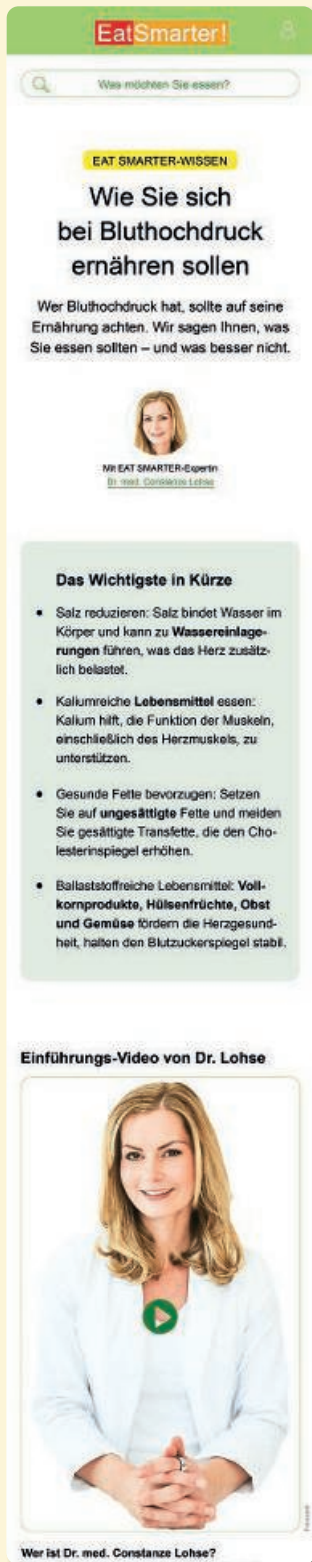 EatSmarter!
Was möchten Sie essen?
EAT SMARTER-WISSEN
Wie Sie sich
bei Bluthochdruck
ernähren sollen
Wer Bluthochdruck hat, sollte auf seine
Ernährung achten. Wir sagen Ihnen, was
Sie essen sollten – und was besser nicht.
Mit EAT SMARTER-Expertin
Dr. med. Constanze Lohse
Das Wichtigste in Kürze
• Salz reduzieren: Salz bindet Wasser im
Körper und kann zu Wassereinlage-
rungen führen, was das Herz zusätz-
lich belastet.
• Kaliumreiche Lebensmittel essen:
Kalium hilft, die Funktion der Muskeln,
einschließlich des Herzmuskels, zu
unterstützen.
• Gesunde Fette bevorzugen: Setzen
Sie auf ungesättigte Fette und meiden
Sie gesättigte Transfette, die den Cho-
lesterinspiegel erhöhen.
• Ballaststoffreiche Lebensmittel: Voll-
kornprodukte, Hülsenfrüchte, Obst
und Gemüse fördern die Herzgesund-
heit, halten den Blutzuckerspiegel stabil.
Einführungs-Video von Dr. Lohse
Wer ist Dr. med. Constanze Lohse?